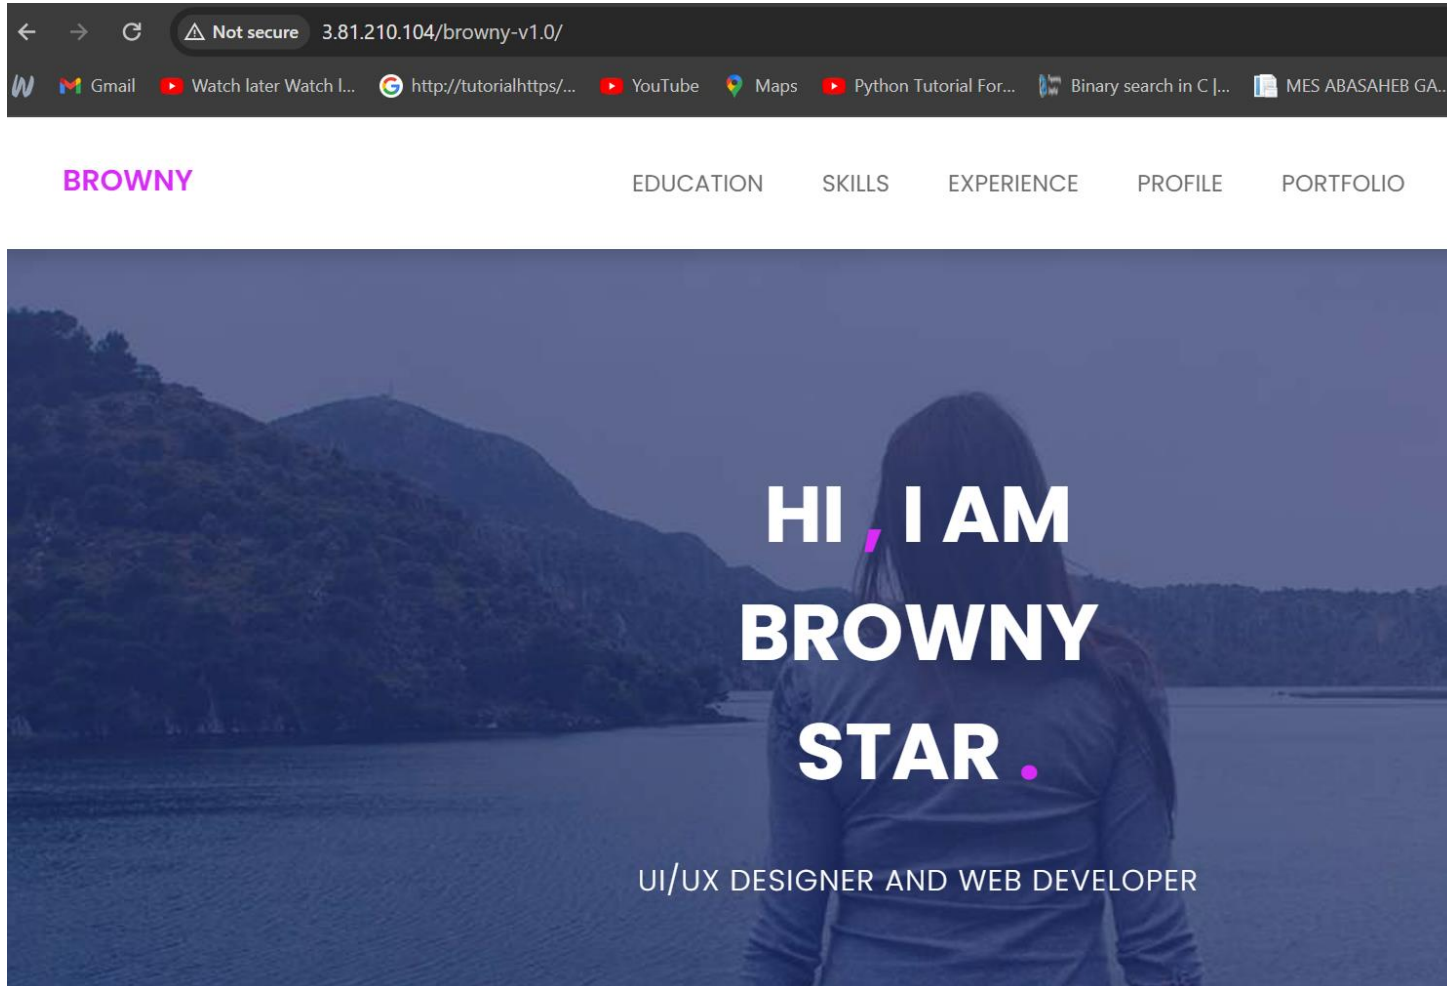 Not secure 3.81.210.104/browny-v1.0/
Gmail Watch later Watch l... http://tutorialhttps/... YouTube Maps Python Tutorial For... Binary search in C |... MES ABASAHEB GA...
BROWNY EDUCATION SKILLS EXPERIENCE PROFILE PORTFOLIO
HI , I AM
BROWNY
STAR .
UI/UX DESIGNER AND WEB DEVELOPER